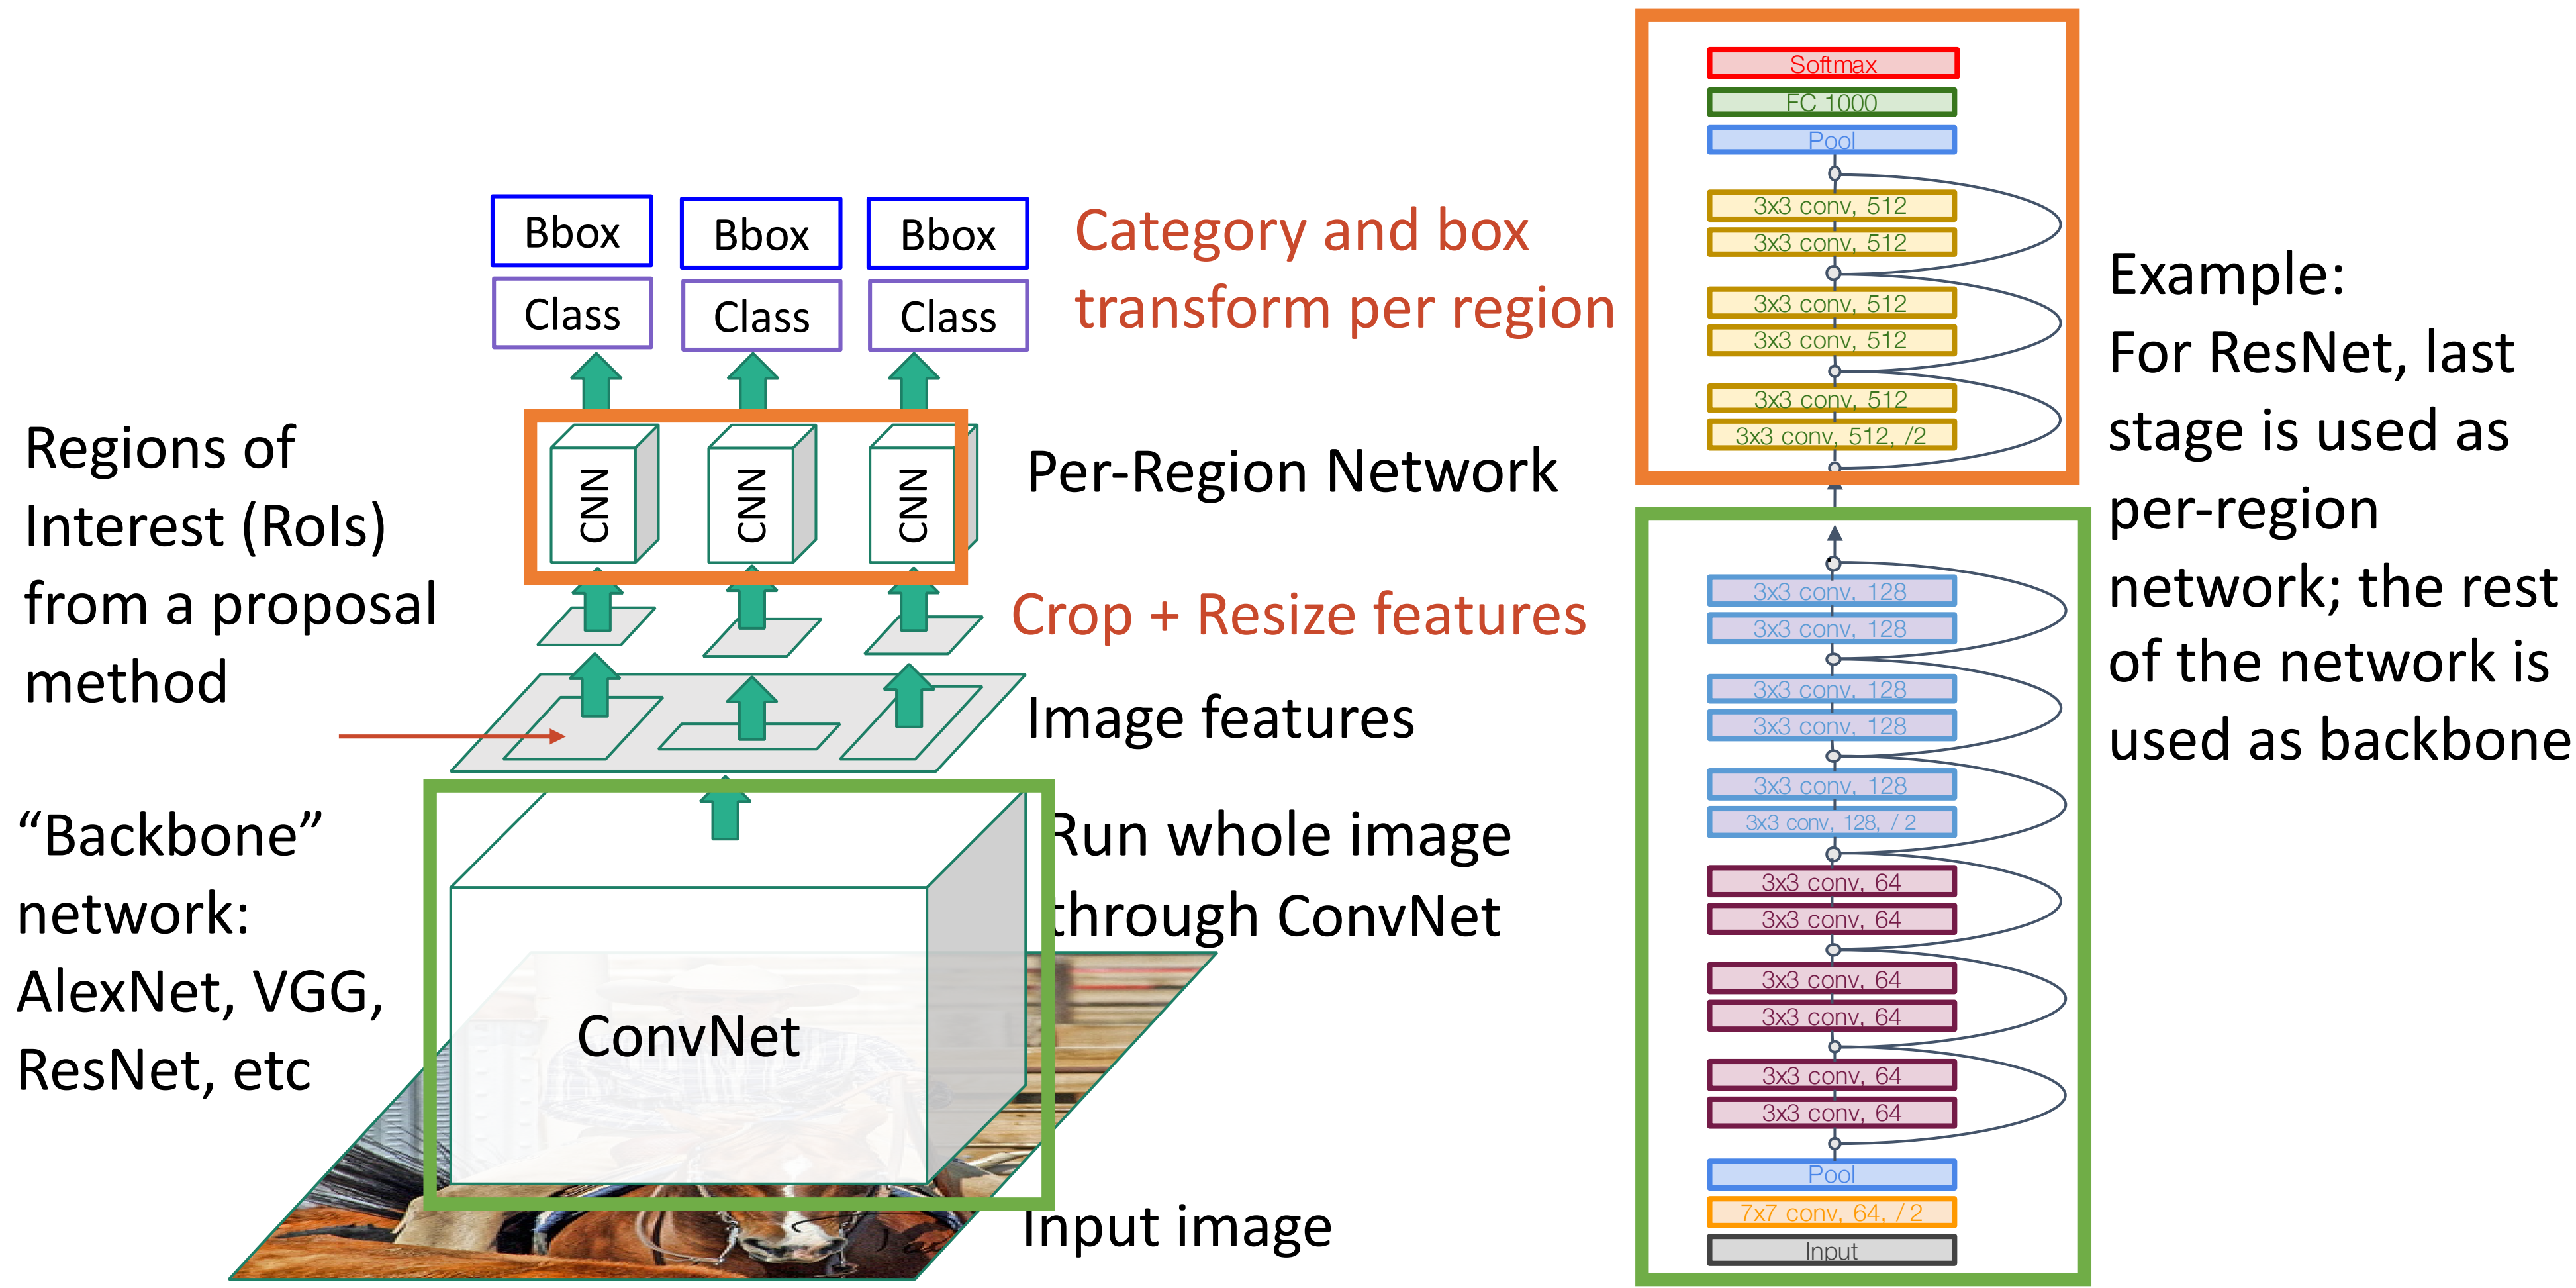 Bbox
Bbox
Bbox
Class
Class
Class
Category and box
transform per region
Regions of
Interest (RoIs)
from a proposal
method
CNN
CNN
CNN
Per-Region Network
Crop + Resize features
Image features
“Backbone”
network:
AlexNet, VGG,
ResNet, etc
Run whole image
through ConvNet
ConvNet
Input image
Softmax
FC 1000
Pool
3x3 conv, 512
3x3 conv, 512
3x3 conv, 512
3x3 conv, 512
3x3 conv, 512
3x3 conv, 512, /2
3x3 conv, 128
3x3 conv, 128
3x3 conv, 128
3x3 conv, 128
3x3 conv, 128
3x3 conv, 128, / 2
3x3 conv, 64
3x3 conv, 64
3x3 conv, 64
3x3 conv, 64
3x3 conv, 64
3x3 conv, 64
Pool
7x7 conv, 64, / 2
Input
Example:
For ResNet, last
stage is used as
per-region
network; the rest
of the network is
used as backbone